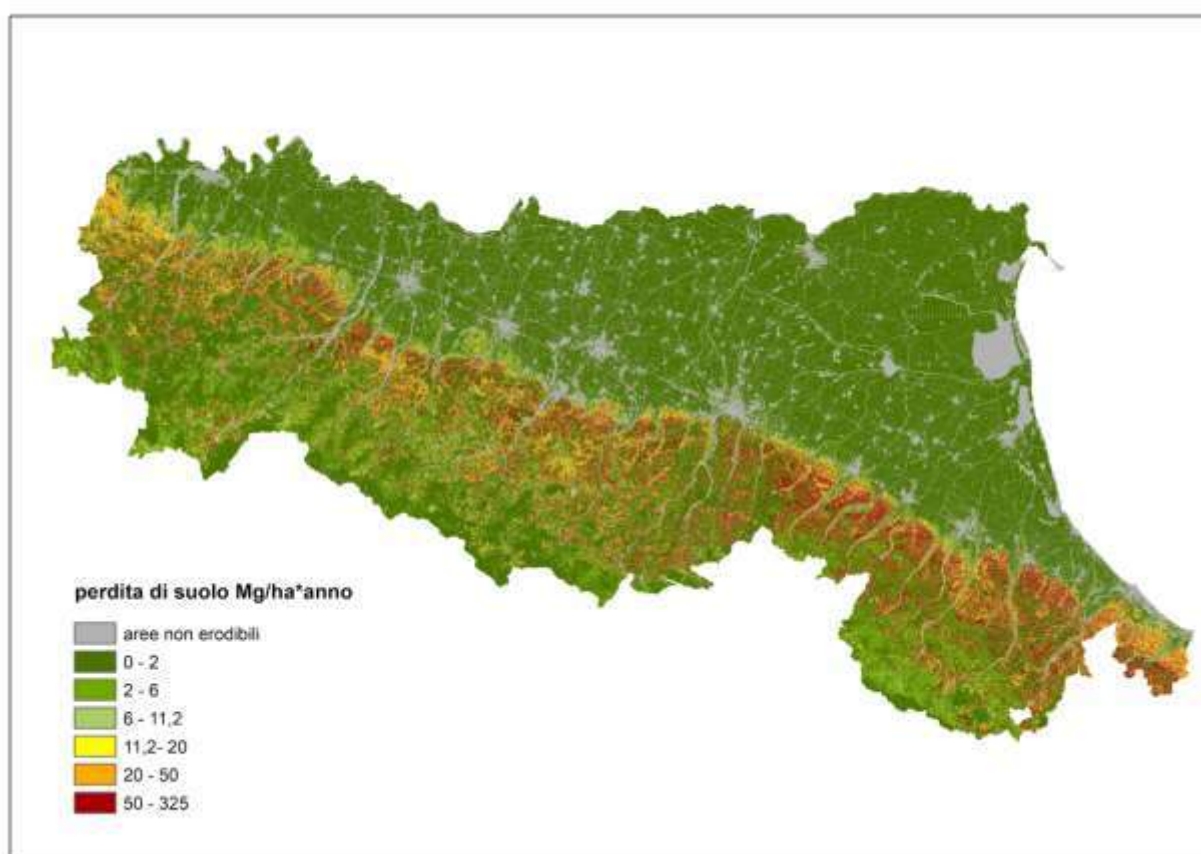 perdita di suolo Mg/ha*anno
aree non erodibili
0 - 2
2 - 6
6 - 11,2
11,2- 20
20 - 50
50 - 325